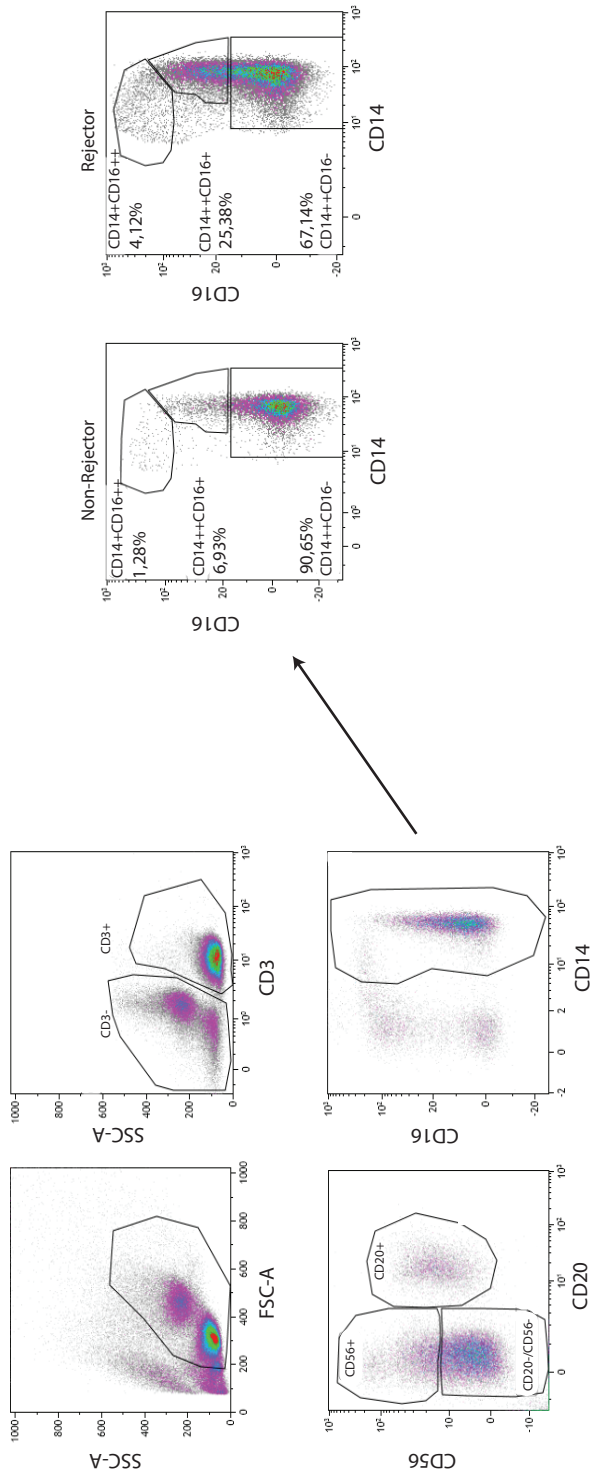 Rejector
CD14+CD16++
4,12%
CD14++CD16+
25,38%
67,14%
CD14++CD16-
10³
10²
20
0
-20
CD16
0
10¹
10²
10³
CD14
Non-Rejector
CD14+CD16++
1,28%
CD14++CD16+
6,93%
90,65%
CD14++CD16-
10³
10²
20
0
-20
CD16
0
10²
10¹
10²
10³
CD14
1000
800
600
400
200
0
SSC-A
CD3-
CD3+
0
10²
10¹
10²
10³
CD3
10³
10²
20
0
-20
CD16
-2
0
2
10¹
10²
10³
CD14
1000
800
600
400
200
0
SSC-A
0
200
400
600
800
1000
FSC-A
10³
10²
10
0
-10
CD56
CD56+
CD20+
CD20-/CD56-
0
10¹
10²
10³
CD20